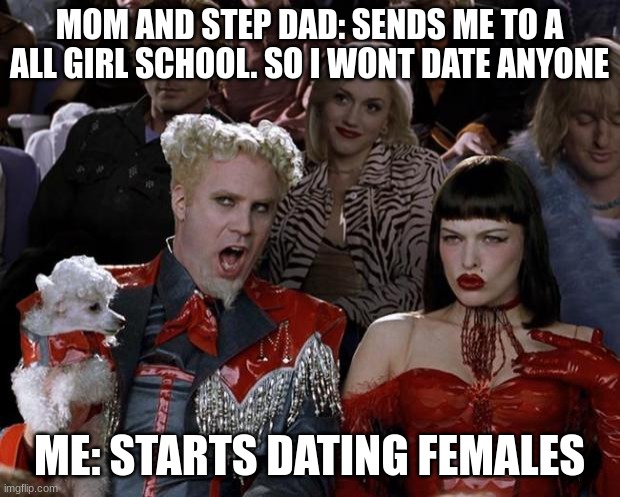 MOM AND STEP DAD: SENDS ME TO A
ALL GIRL SCHOOL. SO I WONT DATE ANYONE
ME: STARTS DATING FEMALES
imgflip.com